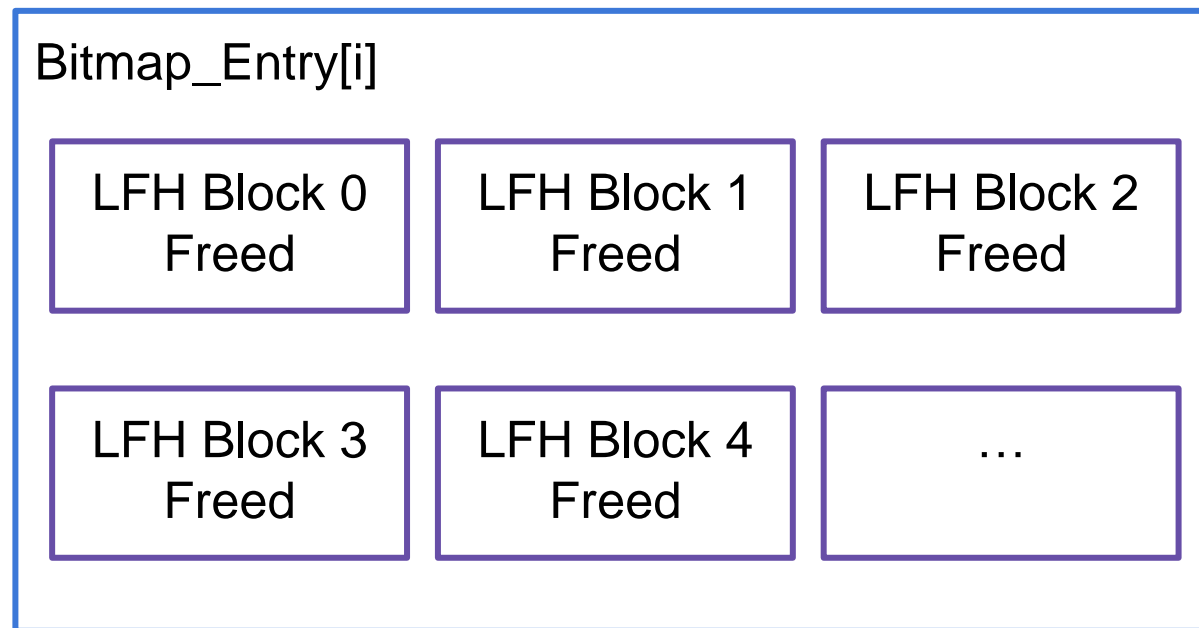 Bitmap_Entry[i]
LFH Block 0
Freed
LFH Block 1
Freed
LFH Block 2
Freed
LFH Block 3
Freed
LFH Block 4
Freed
…